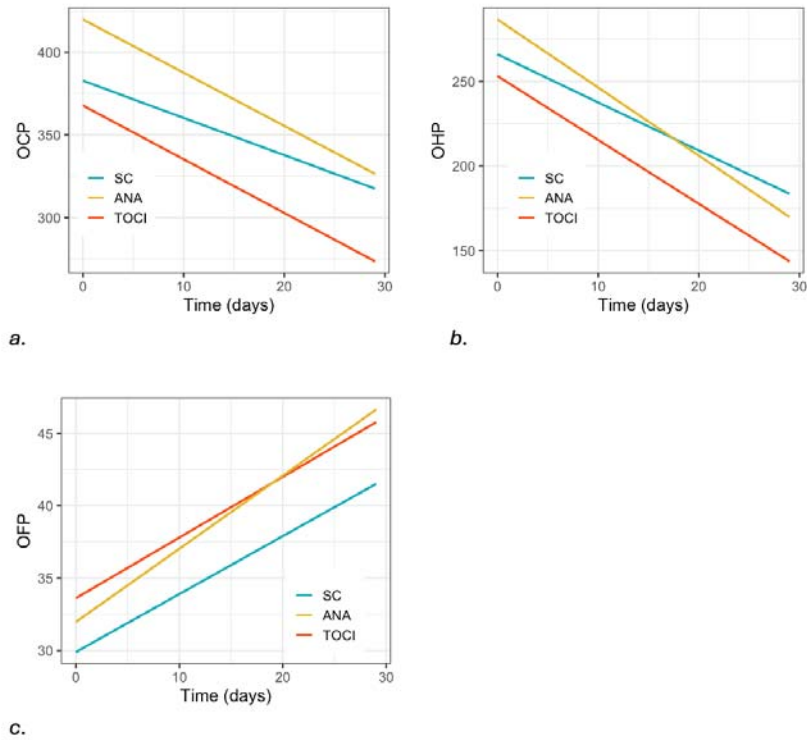 OCP
400
350
300
SC
ANA
TOCI
0
10
20
30
Time (days)
a.
OHP
250
200
150
SC
ANA
TOCI
0
10
20
30
Time (days)
b.
OFP
45
40
35
30
SC
ANA
TOCI
0
10
20
30
Time (days)
c.